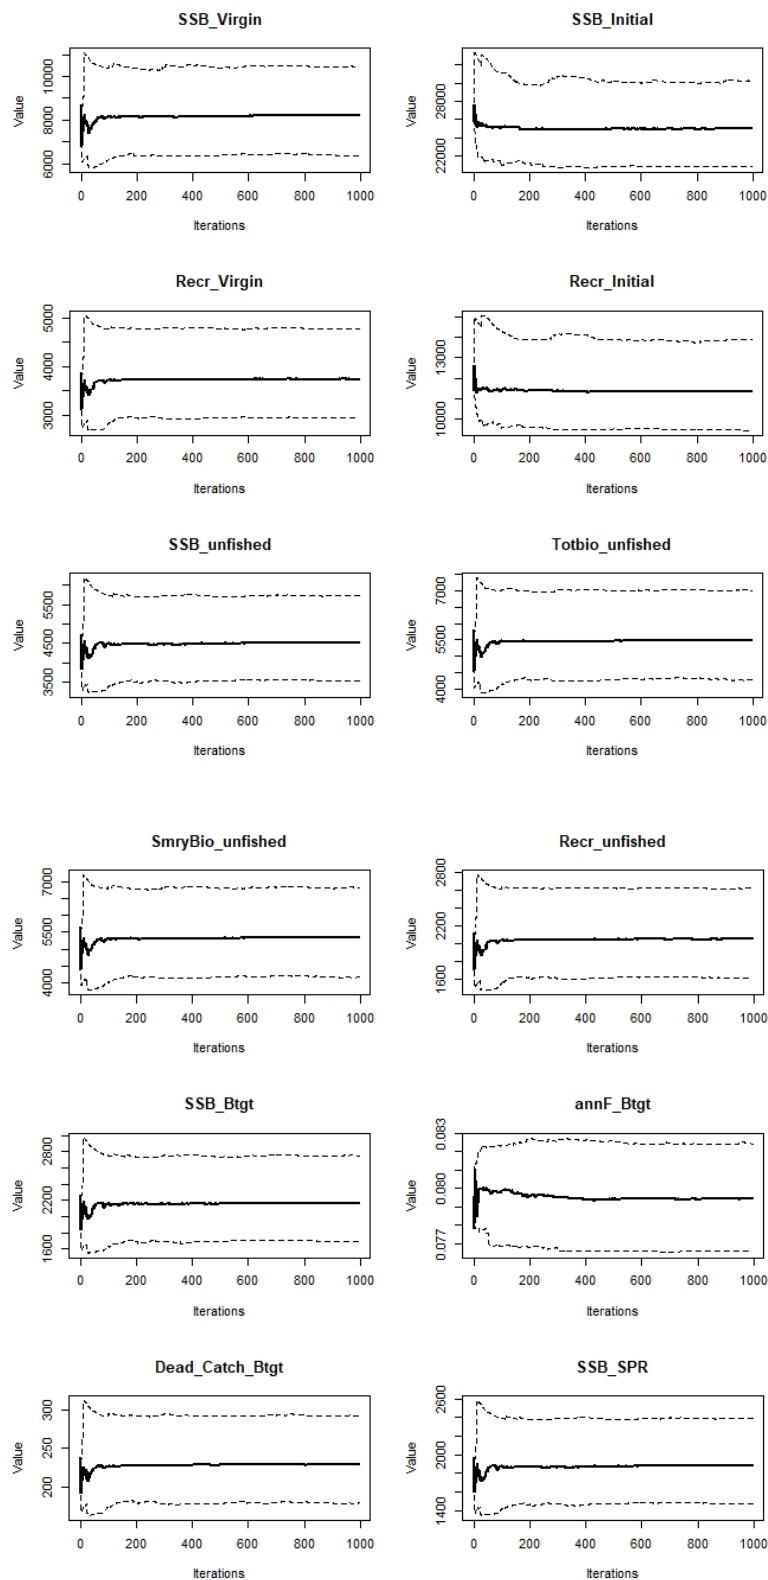 SSB_Virgin
Value
10000
8000
6000
0 200 400 600 800 1000
Iterations
SSB_Initial
Value
28000
22000
0 200 400 600 800 1000
Iterations
Recr_Virgin
Value
5000
4000
3000
0 200 400 600 800 1000
Iterations
Recr_Initial
Value
13000
10000
0 200 400 600 800 1000
Iterations
SSB_unfished
Value
5500
4500
3500
0 200 400 600 800 1000
Iterations
Totbio_unfished
Value
7000
5500
4000
0 200 400 600 800 1000
Iterations
SmryBio_unfished
Value
7000
5500
4000
0 200 400 600 800 1000
Iterations
Recr_unfished
Value
2800
2200
1600
0 200 400 600 800 1000
Iterations
SSB_Btgt
Value
2800
2200
1600
0 200 400 600 800 1000
Iterations
annF_Btgt
Value
0.083
0.080
0.077
0 200 400 600 800 1000
Iterations
Dead_Catch_Btgt
Value
300
250
200
0 200 400 600 800 1000
Iterations
SSB_SPR
Value
2600
2000
1400
0 200 400 600 800 1000
Iterations